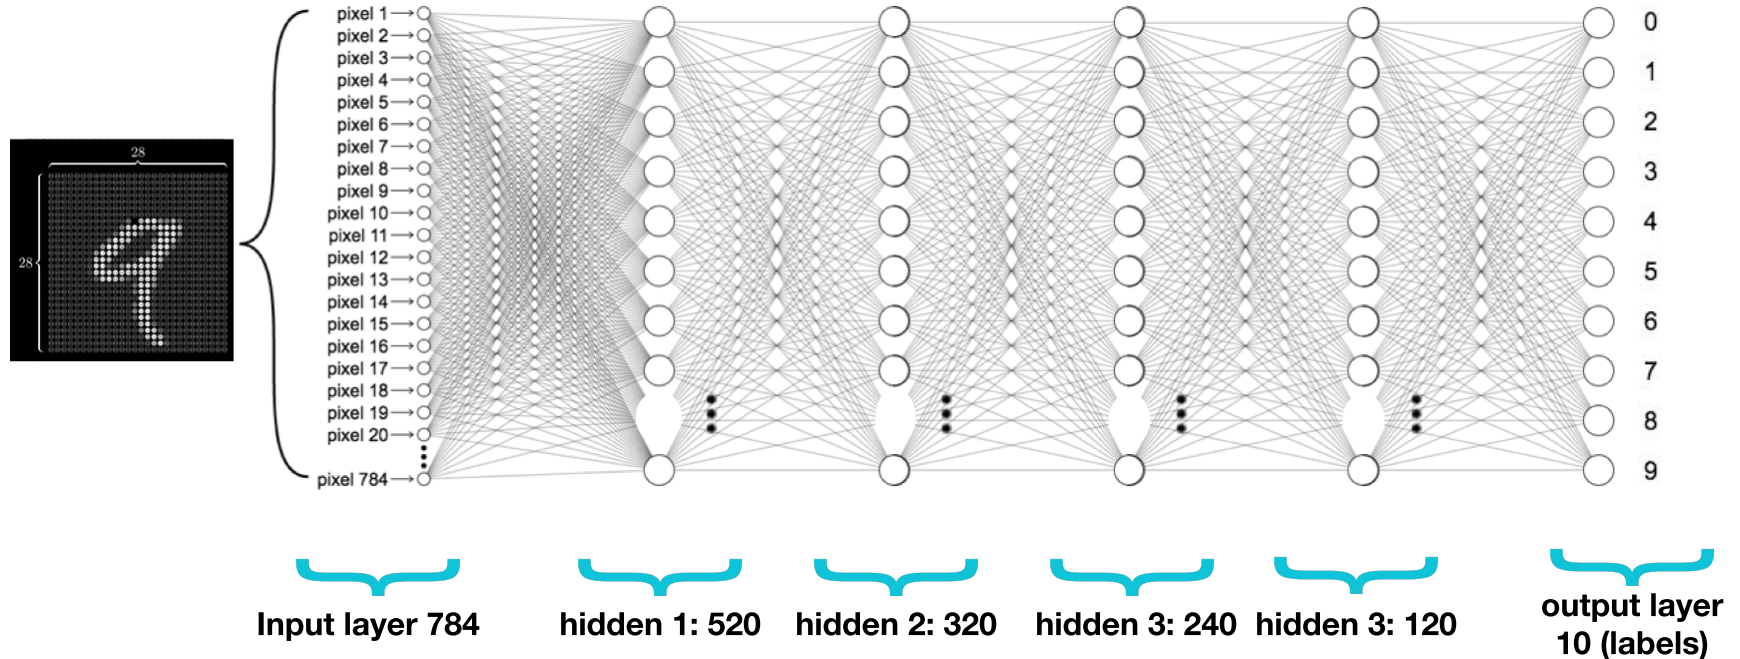 28
28
pixel 1
pixel 2
pixel 3
pixel 4
pixel 5
pixel 6
pixel 7
pixel 8
pixel 9
pixel 10
pixel 11
pixel 12
pixel 13
pixel 14
pixel 15
pixel 16
pixel 17
pixel 18
pixel 19
pixel 20
pixel 784
0
1
2
3
4
5
6
7
8
9
Input layer 784
hidden 1: 520
hidden 2: 320
hidden 3: 240
hidden 3: 120
output layer
10 (labels)